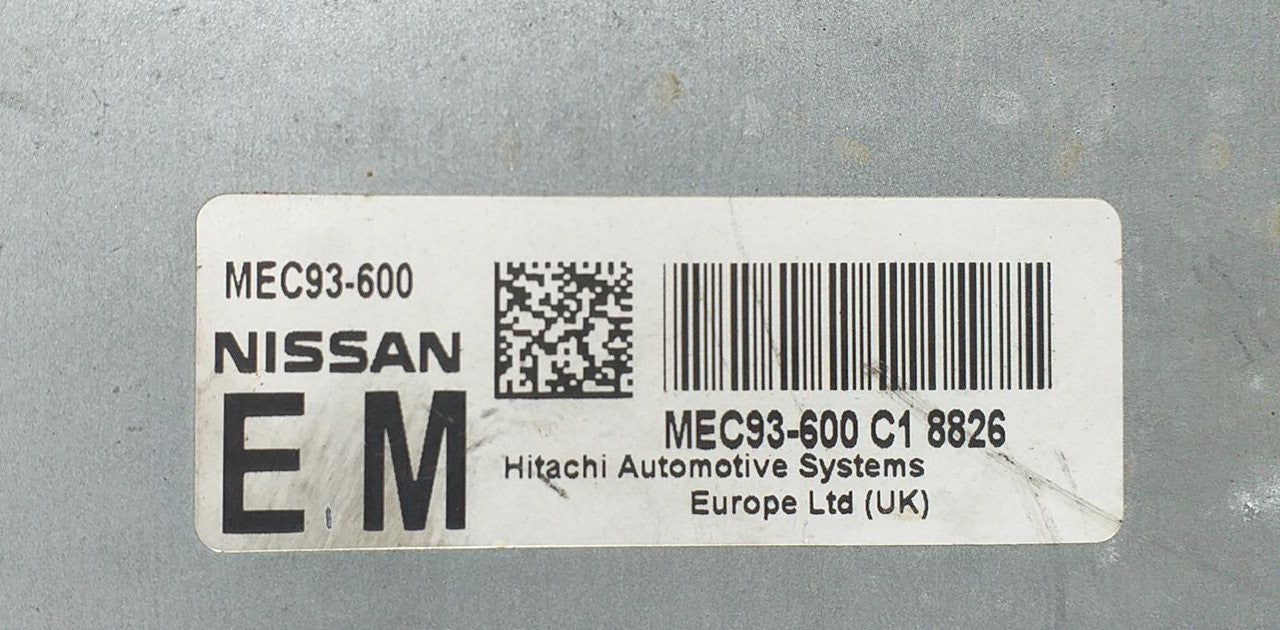 MEC93-600
NISSAN
E M
MEC93-600 C1 8826
Hitachi Automotive Systems
Europe Ltd (UK)